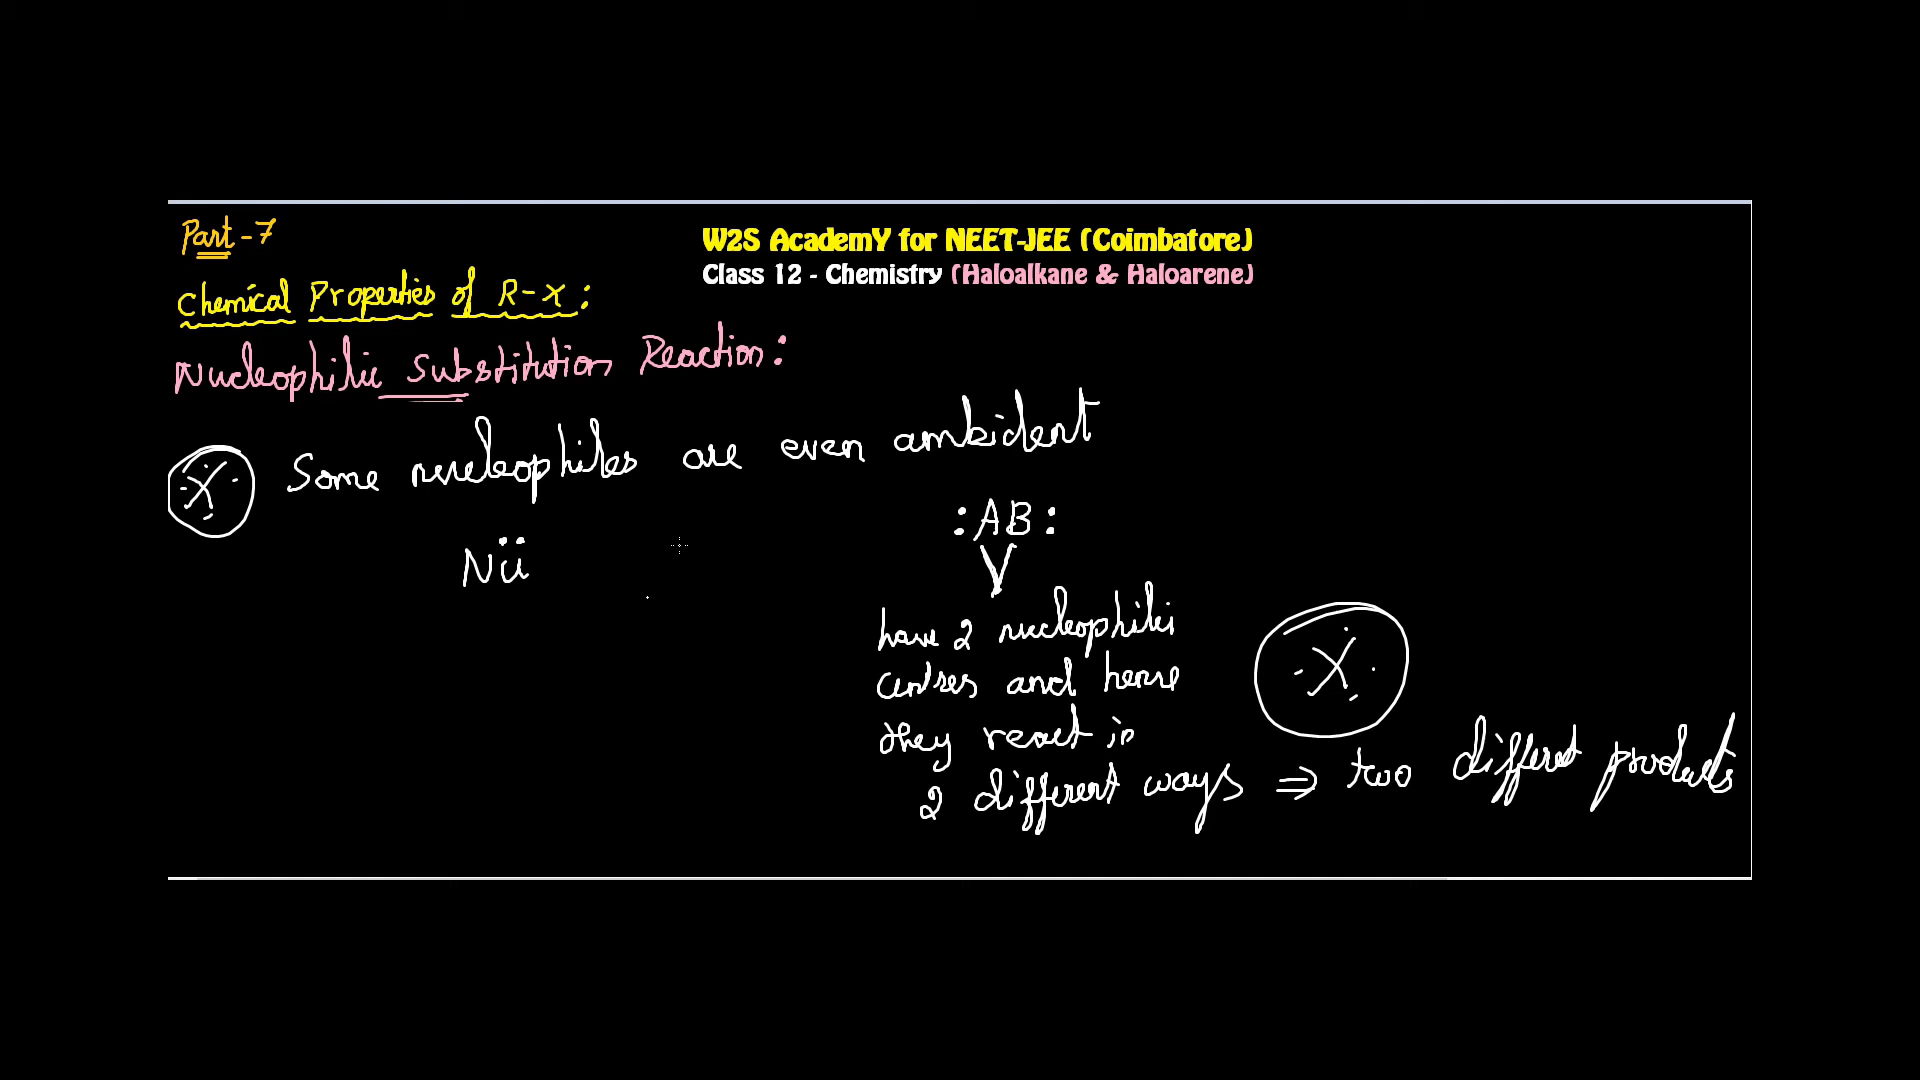 Part-7
W2S AcademY for NEET-JEE (Coimbatore)
Class 12 - Chemistry (Haloalkane & Haloarene)
Chemical Properties of R-X:
Nucleophilic Substitution Reaction:
Some nucleophiles are even ambident
:AB:
Nü
have 2 nucleophilic
centres and hence
they react in
2 different ways ⇒ two different products